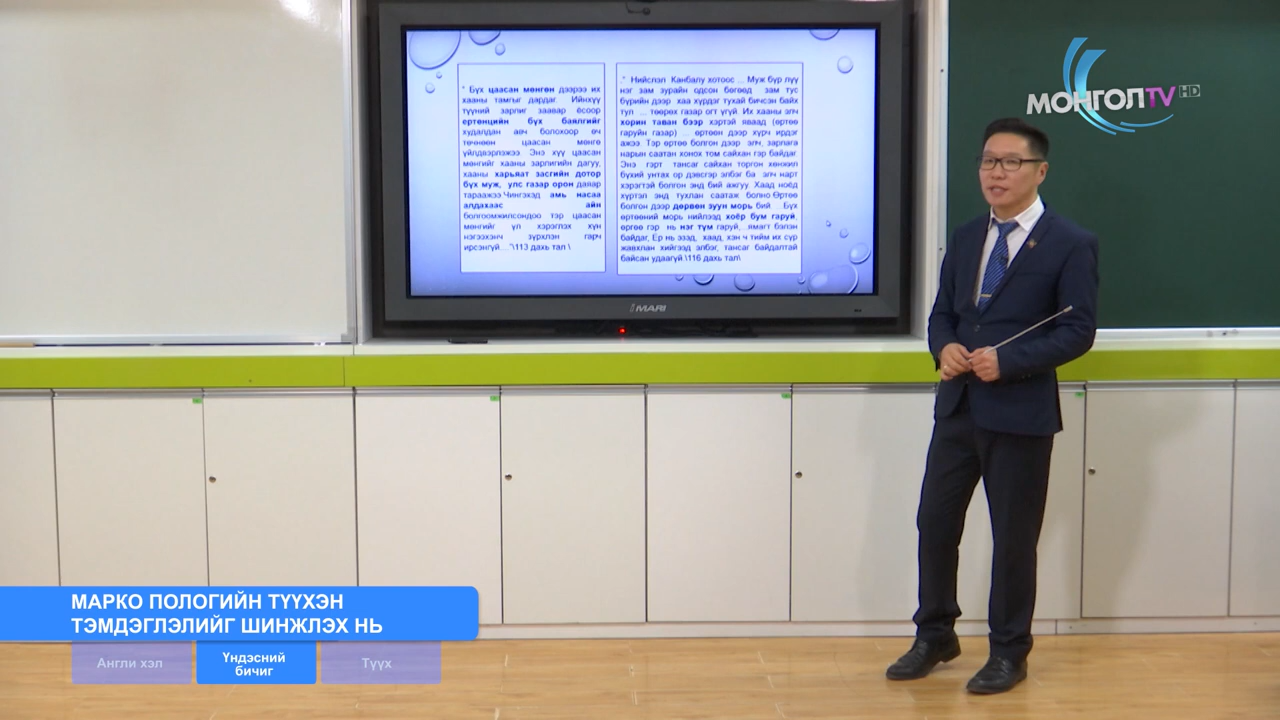 " Бүх цаасан мөнгөн дээрээ их
хааны тамгыг дардаг. Ийнхүү
түүний зарлиг заавар ёсоор
ертөнцийн бүх баялгийг
худалдан авч болохоор өч
төчнөөн цаасан мөнгө
үйлдвэрлэжээ. Энэ хүү цаасан
мөнгийг хааны зарлигийн дагуу,
хааны харьяат засгийн дотор
бүх муж, улс газар орон даяар
тараажээ.Чингэхэд амь насаа
алдахаас айн
болгоомжилсондоо тэр цаасан
мөнгийг үл хэрэглэх хүн
нэгээхэнч зүрхлэн гарч
ирсэнгүй...."\113 дахь тал \
." Нийслэл Канбалу хотоос ... Муж бүр лүү
нэг зам зурайн одсон бөгөөд зам тус
бүрийн дээр хаа хүрдэг тухай бичсэн байх
тул ... төөрөх газар огт үгүй. Их хааны элч
хорин таван бээр хэртэй яваад (өртөө
гаруйн газар) ... өртөөн дээр хүрч ирдэг
ажээ. Тэр өртөө болгон дээр элч, зарлага
нарын саатан хонох том сайхан гэр байдаг.
Энэ гэрт тансаг сайхан торгон хөнжил
бүхий унтах ор дэвсгэр элбэг ба элч нарт
хэрэгтэй болгон энд бий ажгуу. Хаад ноёд
хүртэл энд тухлан саатаж болно.Өртөө
болгон дээр дөрвөн зуун морь бий. ...Бүх
өртөөний морь нийлээд хоёр бум гаруй,
өргөө гэр нь нэг түм гаруй,...ямагт бэлэн
байдаг, Ер нь эзэд, хаад, хэн ч тийм их сүр
жавхлан хийгээд элбэг, тансаг байдалтай
байсан удаагүй.\116 дахь тал\
МОНГОЛTV HD
iMARI
МАРКО ПОЛОГИЙН ТҮҮХЭН
ТЭМДЭГЛЭЛИЙГ ШИНЖЛЭХ НЬ
Англи хэл
Үндэсний
бичиг
Түүх